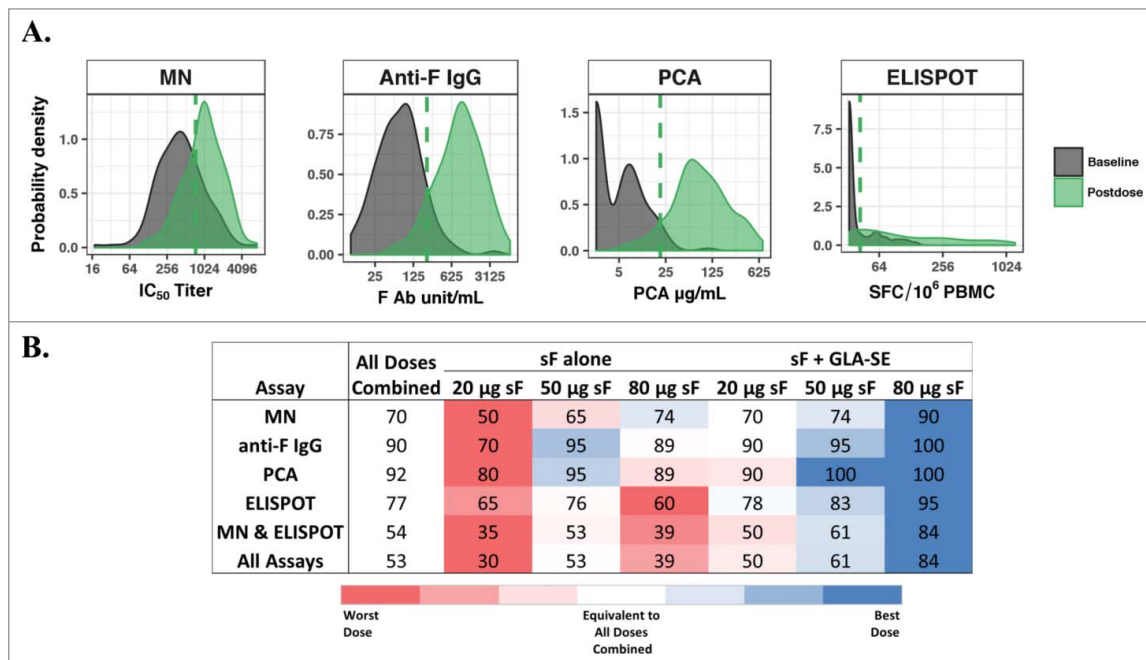 A.
MN
Anti-F IgG
PCA
ELISPOT
Probability density
1.0
0.5
0.0
16 64 256 1024 4096
IC50 Titer
0.75
0.50
0.25
0.00
25 125 625 3125
F Ab unit/mL
1.5
1.0
0.5
0.0
5 25 125 625
PCA µg/mL
7.5
5.0
2.5
0.0
64 256 1024
SFC/10⁶ PBMC
Baseline
Postdose
B.
All Doses sF alone sF + GLA-SE
Assay Combined 20 µg sF 50 µg sF 80 µg sF 20 µg sF 50 µg sF 80 µg sF
MN 70 50 65 74 70 74 90
anti-F IgG 90 70 95 89 90 95 100
PCA 92 80 95 89 90 100 100
ELISPOT 77 65 76 60 78 83 95
MN & ELISPOT 54 35 53 39 50 61 84
All Assays 53 30 53 39 50 61 84
Worst Equivalent to Best
Dose All Doses Dose
Combined